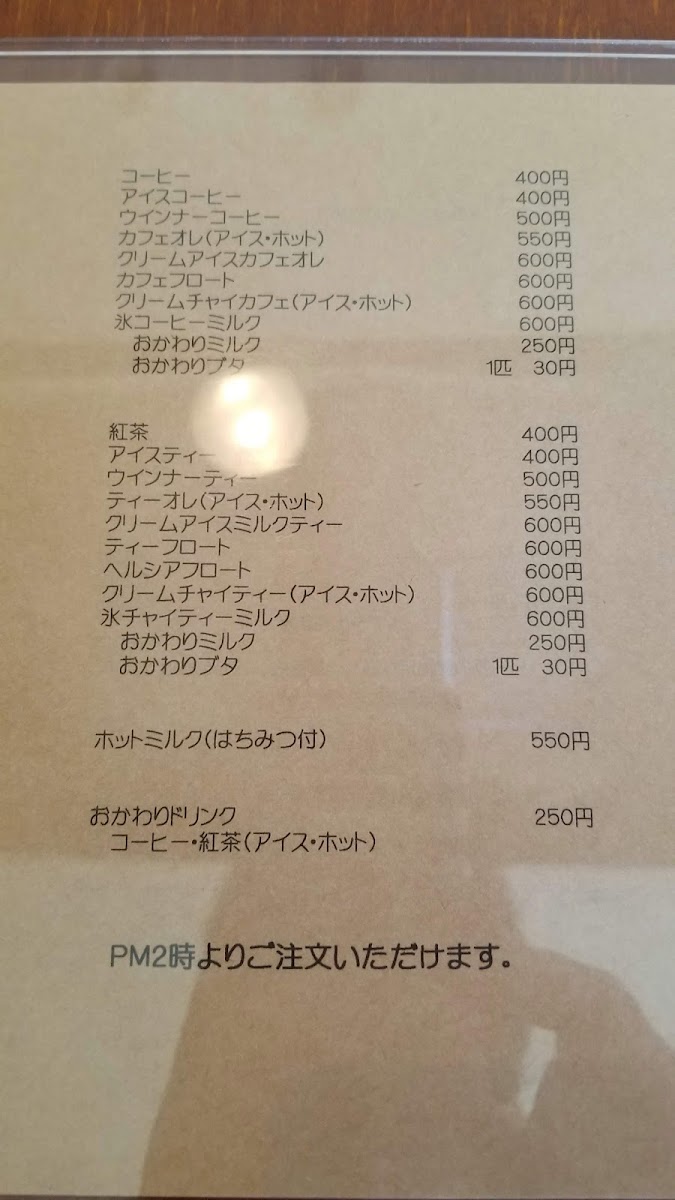 コーヒー 400円
アイスコーヒー 400円
ウインナーコーヒー 500円
カフェオレ(アイス・ホット) 550円
クリームアイスカフェオレ 600円
カフェフロート 600円
クリームチャイカフェ(アイス・ホット) 600円
氷コーヒーミルク 600円
おかわりミルク 250円
おかわりブタ 1匹 30円
紅茶 400円
アイスティー 400円
ウインナーティー 500円
ティーオレ(アイス・ホット) 550円
クリームアイスミルクティー 600円
ティーフロート 600円
ヘルシアフロート 600円
クリームチャイティー(アイス・ホット) 600円
氷チャイティーミルク 600円
おかわりミルク 250円
おかわりブタ 1匹 30円
ホットミルク(はちみつ付) 550円
おかわりドリンク 250円
コーヒー・紅茶(アイス・ホット)
PM2時よりご注文いただけます。